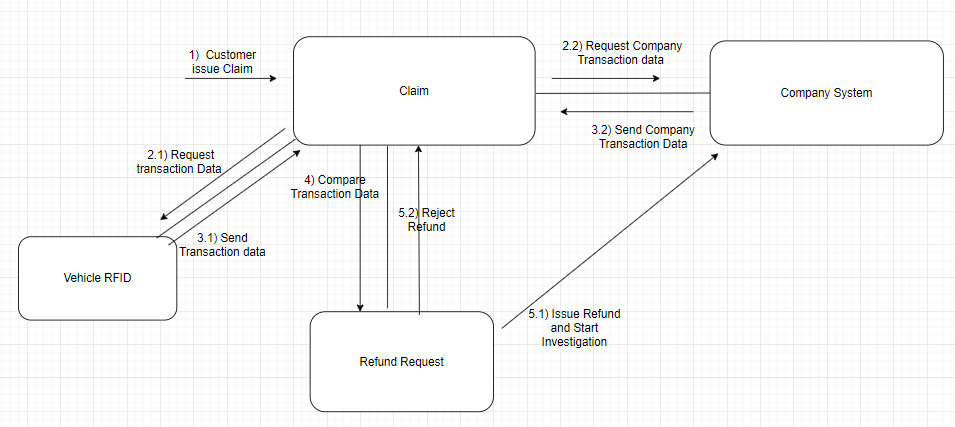 1) Customer
issue Claim
Claim
2.2) Request Company
Transaction data
Company System
3.2) Send Company
Transaction Data
2.1) Request
transaction Data
4) Compare
Transaction Data
5.2) Reject
Refund
3.1) Send
Transaction data
Vehicle RFID
5.1) Issue Refund
and Start
Investigation
Refund Request